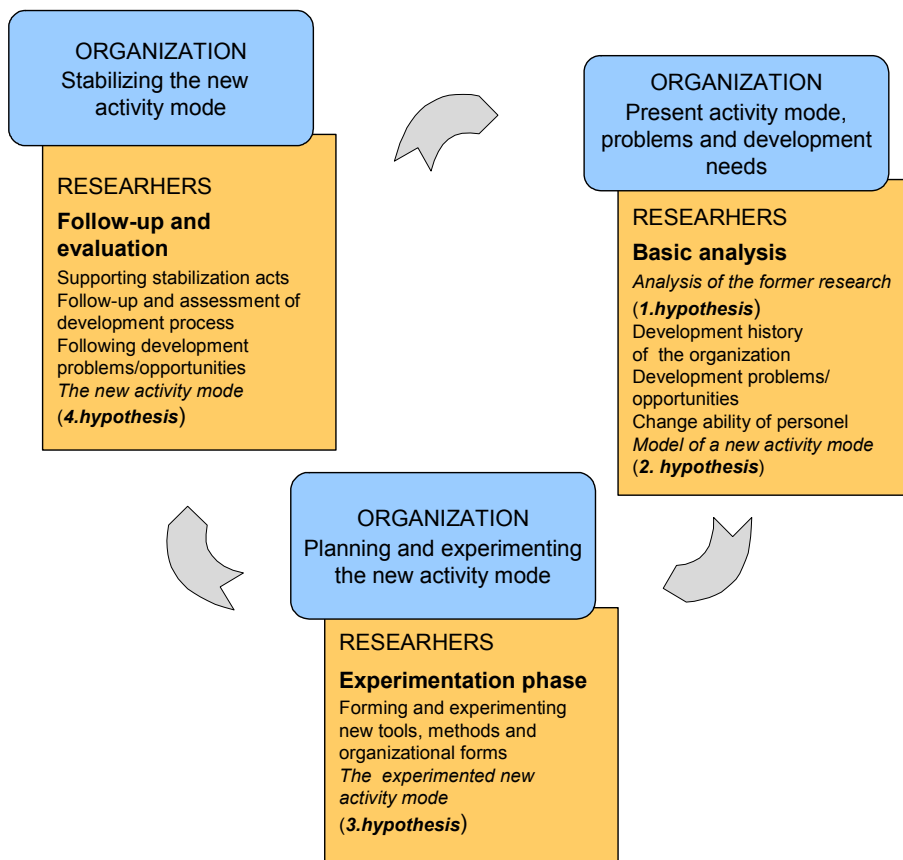 ORGANIZATION
Stabilizing the new
activity mode
RESEARHERS
Follow-up and
evaluation
Supporting stabilization acts
Follow-up and assessment of
development process
Following development
problems/opportunities
The new activity mode
(4.hypothesis)
ORGANIZATION
Present activity mode,
problems and development
needs
RESEARHERS
Basic analysis
Analysis of the former research
(1.hypothesis)
Development history
of the organization
Development problems/
opportunities
Change ability of personel
Model of a new activity mode
(2. hypothesis)
ORGANIZATION
Planning and experimenting
the new activity mode
RESEARHERS
Experimentation phase
Forming and experimenting
new tools, methods and
organizational forms
The experimented new
activity mode
(3.hypothesis)